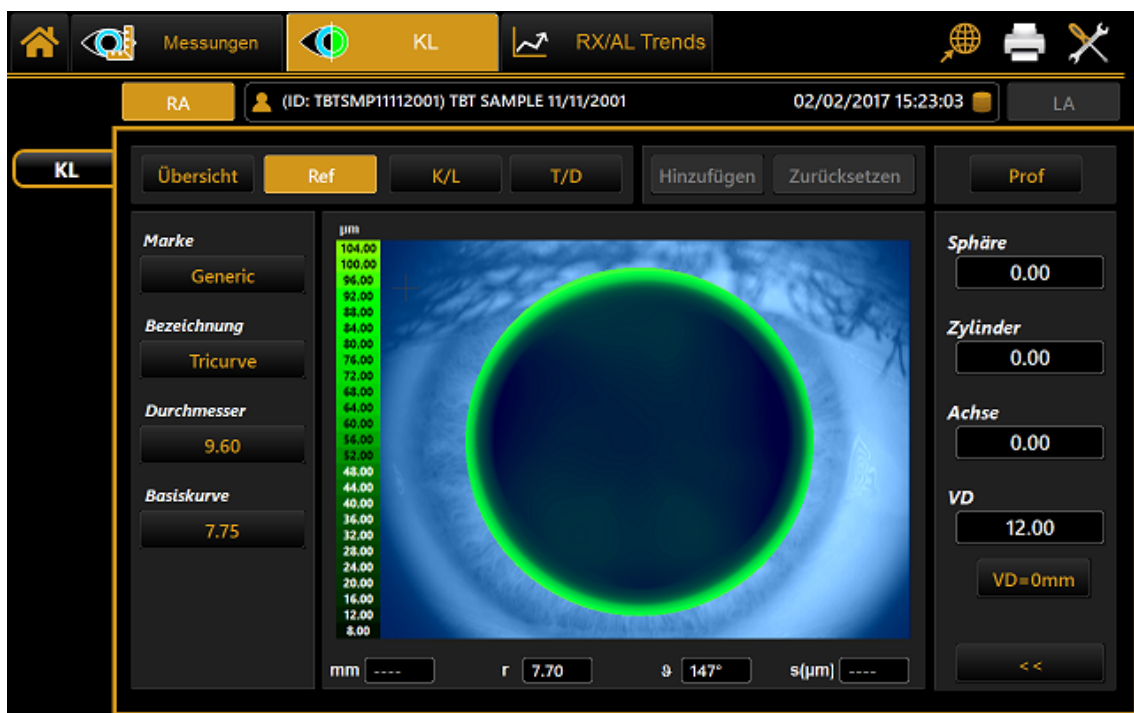 Messungen KL RX/AL Trends
RA (ID: TBTSMP11112001) TBT SAMPLE 11/11/2001 02/02/2017 15:23:03 LA
KL
Übersicht Ref K/L T/D Hinzufügen Zurücksetzen Prof
Marke
Generic
Bezeichnung
Tricurve
Durchmesser
9.60
Basiskurve
7.75
µm
104.00
100.00
96.00
92.00
88.00
84.00
80.00
76.00
72.00
68.00
64.00
60.00
56.00
52.00
48.00
44.00
40.00
36.00
32.00
28.00
24.00
20.00
16.00
12.00
8.00
mm ---- r 7.70 ϑ 147° s(µm) ----
Sphäre
0.00
Zylinder
0.00
Achse
0.00
VD
12.00
VD=0mm
<<